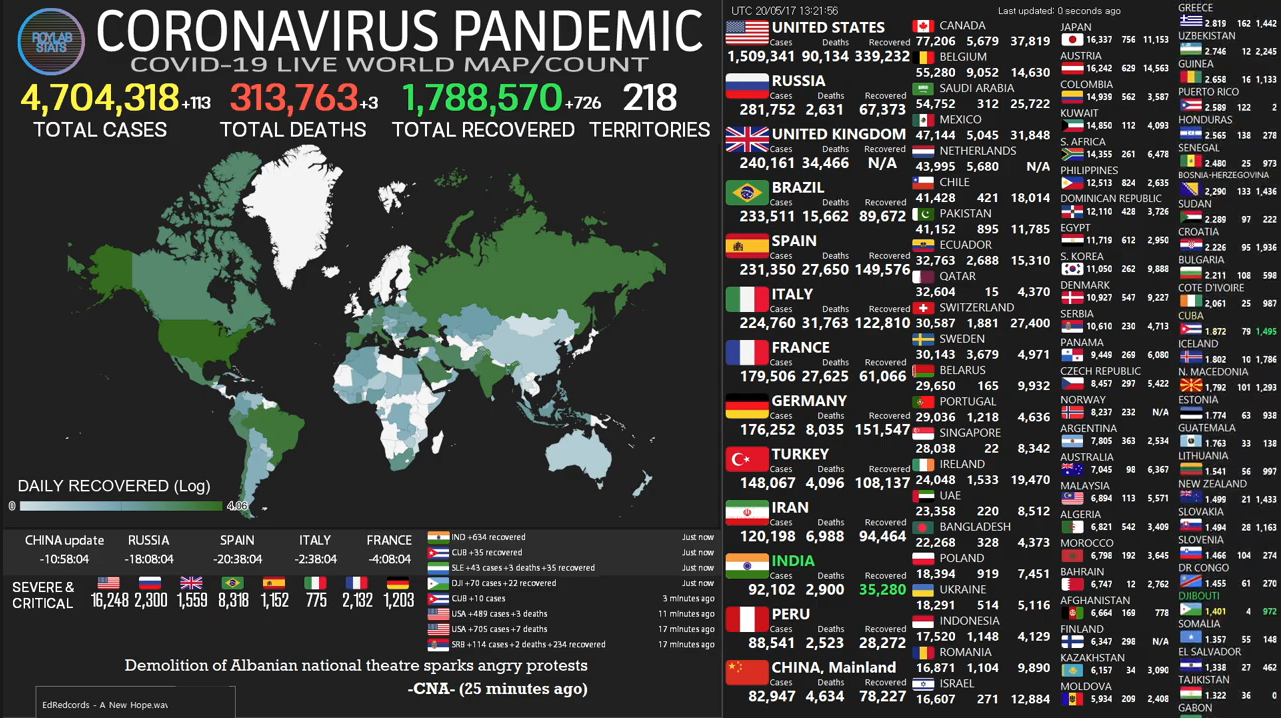 ROYLAB STATS
CORONAVIRUS PANDEMIC
COVID-19 LIVE WORLD MAP/COUNT
4,704,318 +113
313,763 +3
1,788,570 +726
218
TOTAL CASES
TOTAL DEATHS
TOTAL RECOVERED
TERRITORIES
DAILY RECOVERED (Log)
0
4.06
CHINA update
RUSSIA
SPAIN
ITALY
FRANCE
-10:58:04
-18:08:04
-20:38:04
-2:38:04
-4:08:04
SEVERE & CRITICAL
16,248
2,300
1,559
8,318
1,152
775
2,132
1,203
IND +634 recovered Just now
CUB +35 recovered Just now
SLE +43 cases +3 deaths +35 recovered Just now
DJI +70 cases +22 recovered Just now
CUB +10 cases 3 minutes ago
USA +489 cases +3 deaths 11 minutes ago
USA +705 cases +7 deaths 17 minutes ago
SRB +114 cases +2 deaths +234 recovered 17 minutes ago
Demolition of Albanian national theatre sparks angry protests
-CNA- (25 minutes ago)
EdRedcords - A New Hope.wav
UTC 20/05/17 13:21:56
Last updated: 0 seconds ago
UNITED STATES
Cases Deaths Recovered
1,509,341 90,134 339,232
RUSSIA
Cases Deaths Recovered
281,752 2,631 67,373
UNITED KINGDOM
Cases Deaths Recovered
240,161 34,466 N/A
BRAZIL
Cases Deaths Recovered
233,511 15,662 89,672
SPAIN
Cases Deaths Recovered
231,350 27,650 149,576
ITALY
Cases Deaths Recovered
224,760 31,763 122,810
FRANCE
Cases Deaths Recovered
179,506 27,625 61,066
GERMANY
Cases Deaths Recovered
176,252 8,035 151,547
TURKEY
Cases Deaths Recovered
148,067 4,096 108,137
IRAN
Cases Deaths Recovered
120,198 6,988 94,464
INDIA
Cases Deaths Recovered
92,102 2,900 35,280
PERU
Cases Deaths Recovered
88,541 2,523 28,272
CHINA, Mainland
Cases Deaths Recovered
82,947 4,634 78,227
CANADA
77,206 5,679 37,819
BELGIUM
55,280 9,052 14,630
SAUDI ARABIA
54,752 312 25,722
MEXICO
47,144 5,045 31,848
NETHERLANDS
43,995 5,680 N/A
CHILE
41,428 421 18,014
PAKISTAN
41,152 895 11,785
ECUADOR
32,763 2,688 15,310
QATAR
32,604 15 4,370
SWITZERLAND
30,587 1,881 27,400
SWEDEN
30,143 3,679 4,971
BELARUS
29,650 165 9,932
PORTUGAL
29,036 1,218 4,636
SINGAPORE
28,038 22 8,342
IRELAND
24,048 1,533 19,470
UAE
23,358 220 8,512
BANGLADESH
22,268 328 4,373
POLAND
18,394 919 7,451
UKRAINE
18,291 514 5,116
INDONESIA
17,520 1,148 4,129
ROMANIA
16,871 1,104 9,890
ISRAEL
16,607 271 12,884
JAPAN
16,337 756 11,153
AUSTRIA
16,242 629 14,563
COLOMBIA
14,939 562 3,587
KUWAIT
14,850 112 4,093
S. AFRICA
14,355 261 6,478
PHILIPPINES
12,513 824 2,635
DOMINICAN REPUBLIC
12,110 428 3,726
EGYPT
11,719 612 2,950
S. KOREA
11,050 262 9,888
DENMARK
10,927 547 9,227
SERBIA
10,610 230 4,713
PANAMA
9,449 269 6,080
CZECH REPUBLIC
8,457 297 5,422
NORWAY
8,237 232 N/A
ARGENTINA
7,805 363 2,534
AUSTRALIA
7,045 98 6,367
MALAYSIA
6,894 113 5,571
ALGERIA
6,821 542 3,409
MOROCCO
6,798 192 3,645
BAHRAIN
6,747 12 2,762
AFGHANISTAN
6,664 169 778
FINLAND
6,347 298 N/A
KAZAKHSTAN
6,157 34 3,090
MOLDOVA
5,934 209 2,408
GREECE
2.819 162 1,442
UZBEKISTAN
2.746 12 2,245
GUINEA
2.658 16 1,133
PUERTO RICO
2.589 122 2
HONDURAS
2.565 138 278
SENEGAL
2.480 25 973
BOSNIA-HERZEGOVINA
2,290 133 1,436
SUDAN
2.289 97 222
CROATIA
2.226 95 1,936
BULGARIA
2.211 108 598
COTE D'IVOIRE
2,061 25 987
CUBA
1.872 79 1,495
ICELAND
1.802 10 1,786
N. MACEDONIA
1,792 101 1,293
ESTONIA
1.774 63 938
GUATEMALA
1.763 33 138
LITHUANIA
1.541 56 997
NEW ZEALAND
1.499 21 1,433
SLOVAKIA
1.494 28 1,163
SLOVENIA
1.466 104 274
DR CONGO
1.455 61 270
DJIBOUTI
1,401 4 972
SOMALIA
1.357 55 148
EL SALVADOR
1,338 27 462
TAJIKISTAN
1.322 36 0
GABON